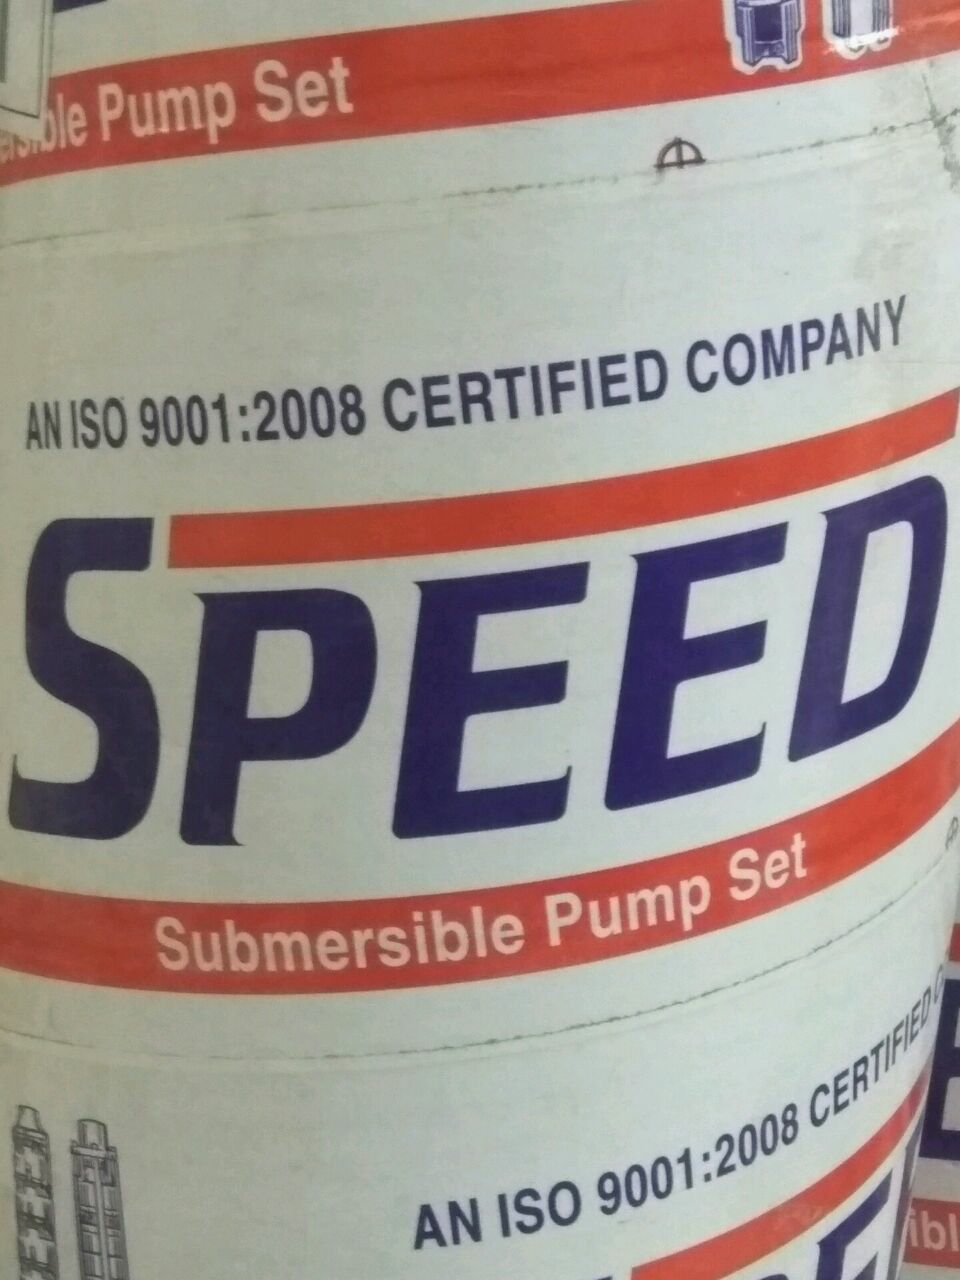 Pump Set
AN ISO 9001:2008 CERTIFIED COMPANY
SPEED
Submersible Pump Set
AN ISO 9001:2008 CERTIFIED